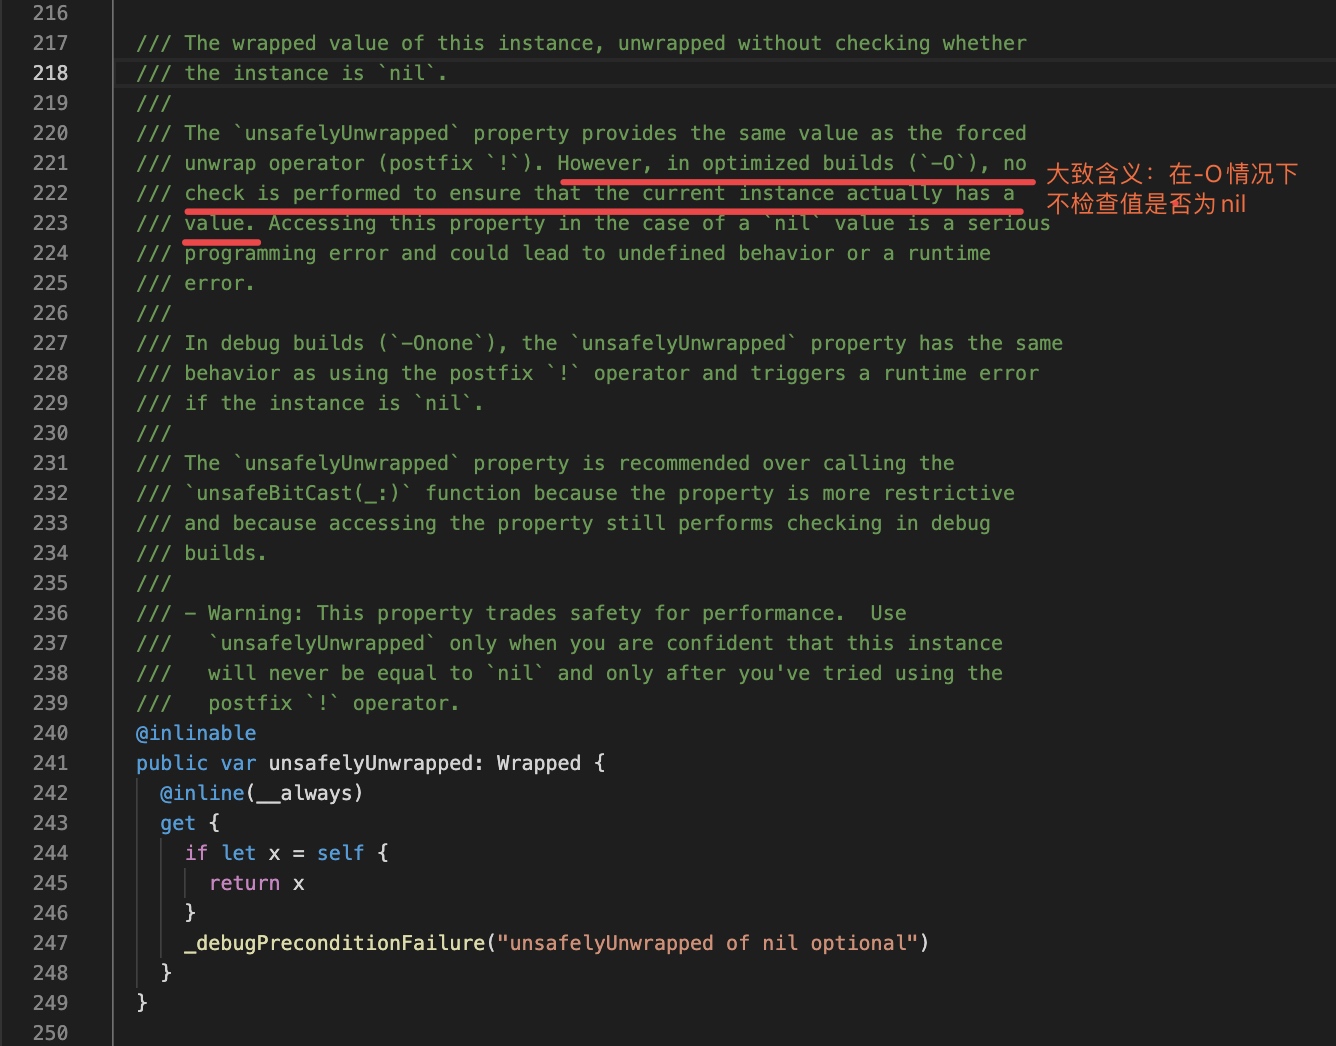 216
217 /// The wrapped value of this instance, unwrapped without checking whether
218 /// the instance is `nil`.
219 ///
220 /// The `unsafelyUnwrapped` property provides the same value as the forced
221 /// unwrap operator (postfix `!`). However, in optimized builds (`-O`), no
222 /// check is performed to ensure that the current instance actually has a
223 /// value. Accessing this property in the case of a `nil` value is a serious
224 /// programming error and could lead to undefined behavior or a runtime
225 /// error.
226 ///
227 /// In debug builds (`-Onone`), the `unsafelyUnwrapped` property has the same
228 /// behavior as using the postfix `!` operator and triggers a runtime error
229 /// if the instance is `nil`.
230 ///
231 /// The `unsafelyUnwrapped` property is recommended over calling the
232 /// `unsafeBitCast(_:)` function because the property is more restrictive
233 /// and because accessing the property still performs checking in debug
234 /// builds.
235 ///
236 /// - Warning: This property trades safety for performance.  Use
237 ///   `unsafelyUnwrapped` only when you are confident that this instance
238 ///   will never be equal to `nil` and only after you've tried using the
239 ///   postfix `!` operator.
240 @inlinable
241 public var unsafelyUnwrapped: Wrapped {
242 @inline(__always)
243 get {
244 if let x = self {
245 return x
246 }
247 _debugPreconditionFailure("unsafelyUnwrapped of nil optional")
248 }
249 }
250
大致含义：在-O情况下
不检查值是否为nil